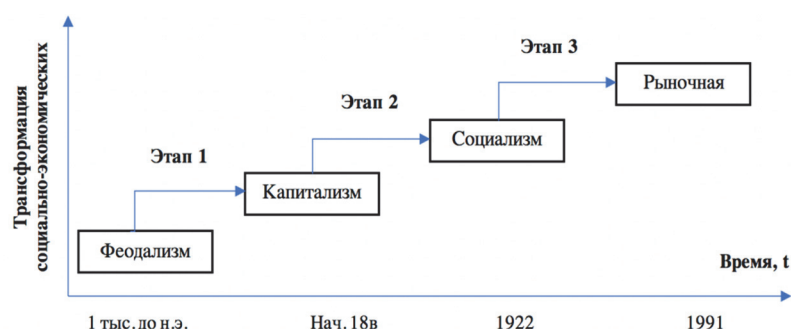 Этап 3
Рыночная
Этап 2
Социализм
Этап 1
Капитализм
Феодализм
Трансформация
социально-экономических
Время, t
1 тыс. до н.э.
Нач. 18в
1922
1991